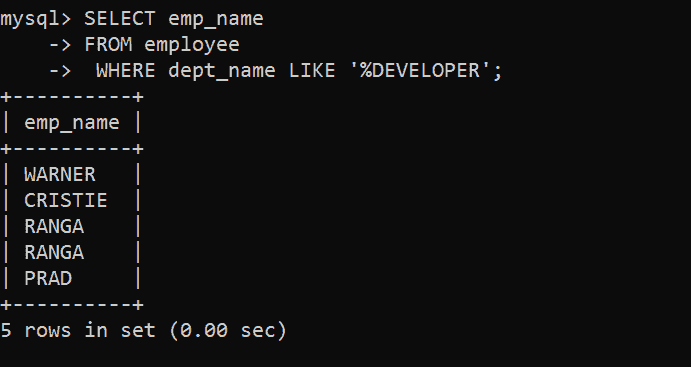 mysql> SELECT emp_name
    -> FROM employee
    ->  WHERE dept_name LIKE '%DEVELOPER';
+----------+
| emp_name |
+----------+
| WARNER   |
| CRISTIE  |
| RANGA    |
| RANGA    |
| PRAD     |
+----------+
5 rows in set (0.00 sec)